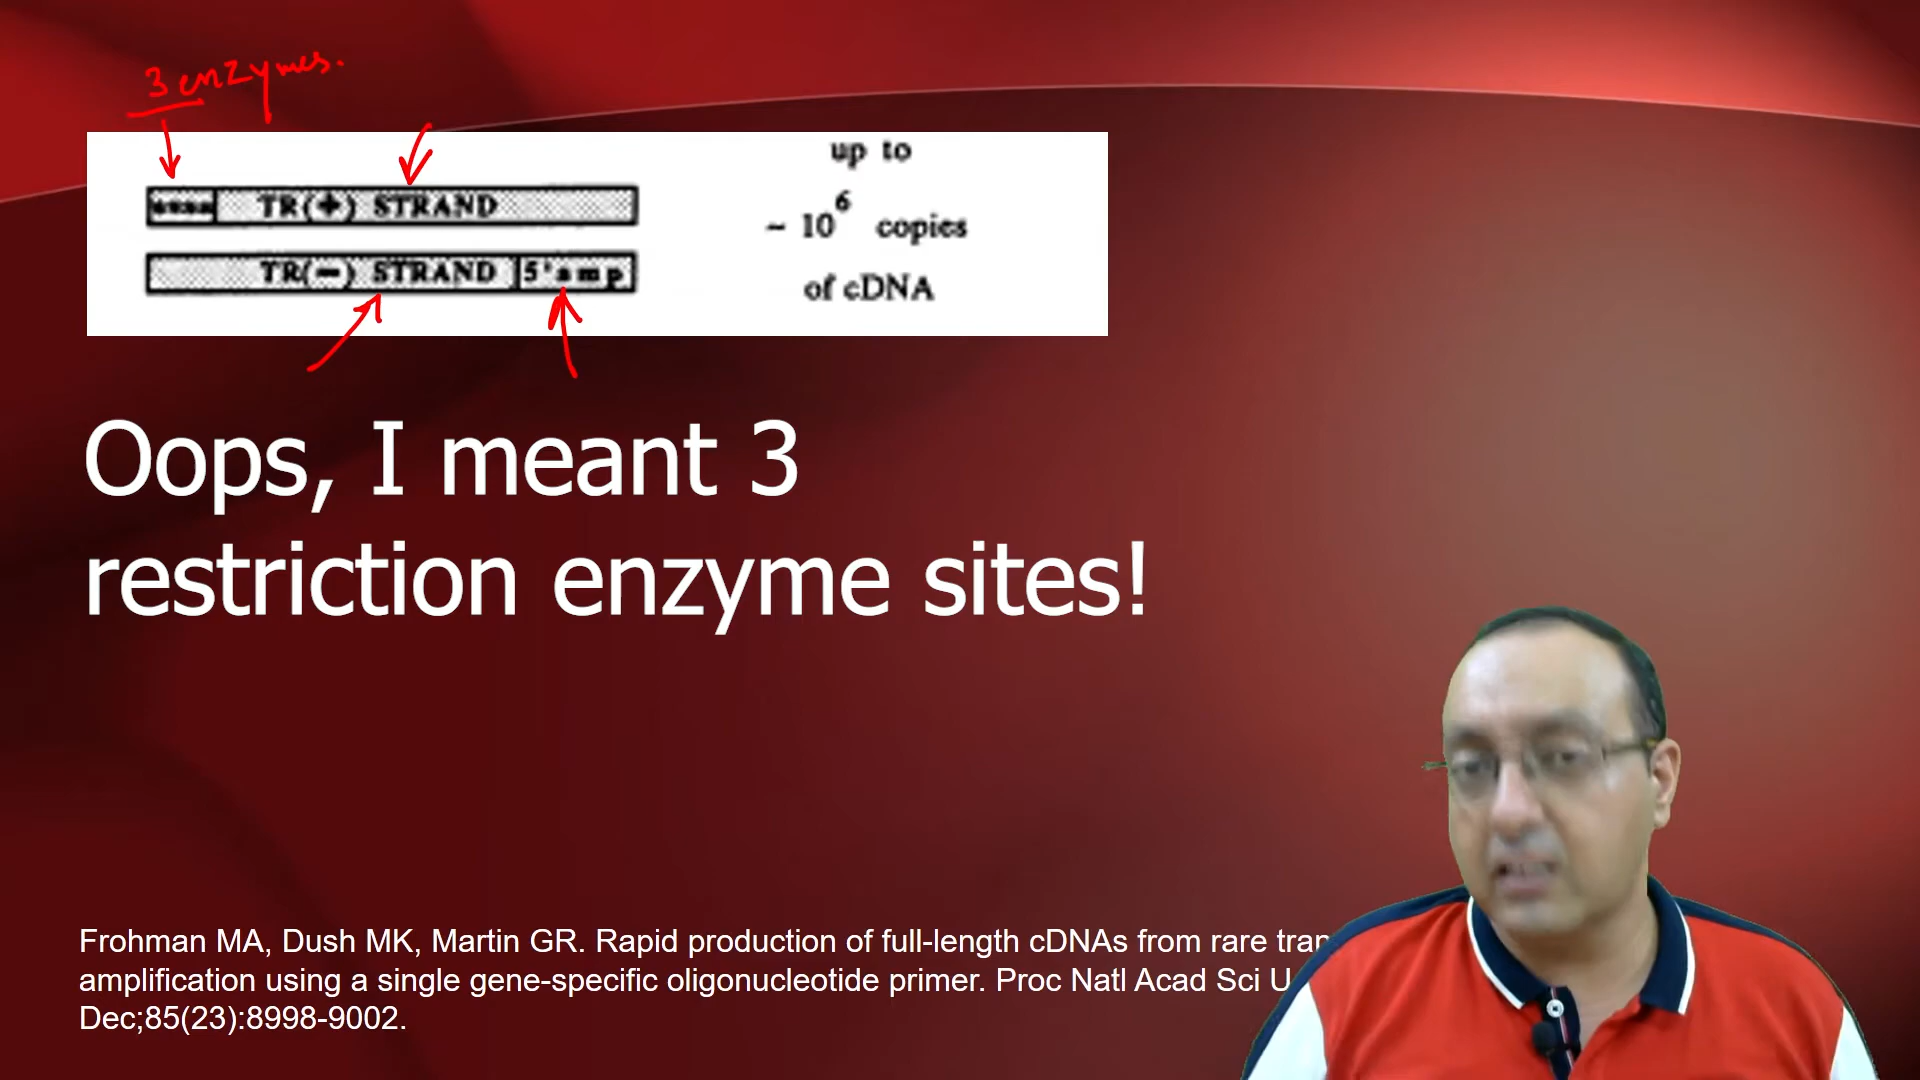 3 enzymes.
up to
TR(+) STRAND
~ 10⁶ copies
TR(−) STRAND 5'amp
of cDNA
Oops, I meant 3
restriction enzyme sites!
Frohman MA, Dush MK, Martin GR. Rapid production of full-length cDNAs from rare
amplification using a single gene-specific oligonucleotide primer. Proc Natl Acad Sci U
Dec;85(23):8998-9002.